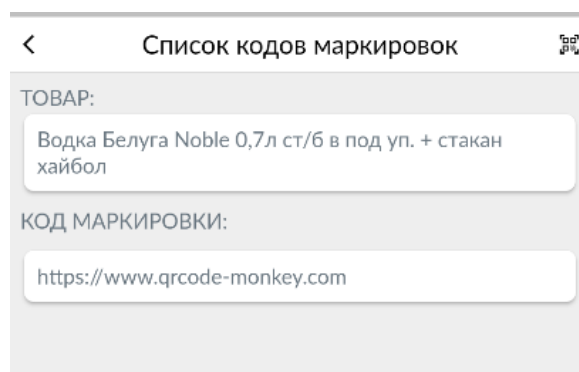 Список кодов маркировок
ТОВАР:
Водка Белуга Noble 0,7л ст/б в под уп. + стакан
хайбол
КОД МАРКИРОВКИ:
https://www.qrcode-monkey.com